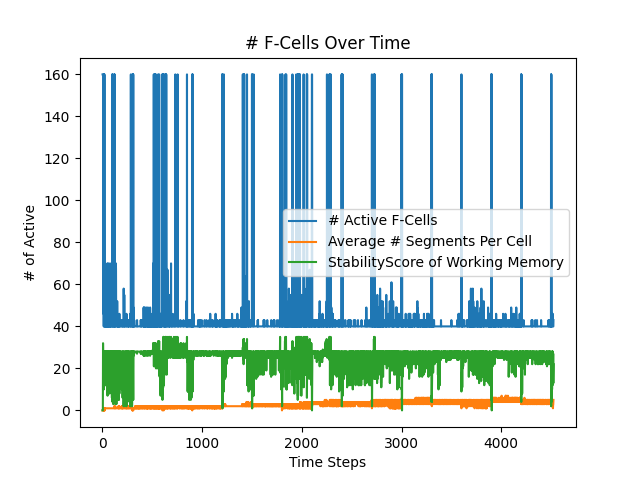 # F-Cells Over Time
160
140
120
100
80
60
40
20
0
# of Active
# Active F-Cells
Average # Segments Per Cell
StabilityScore of Working Memory
0 1000 2000 3000 4000
Time Steps